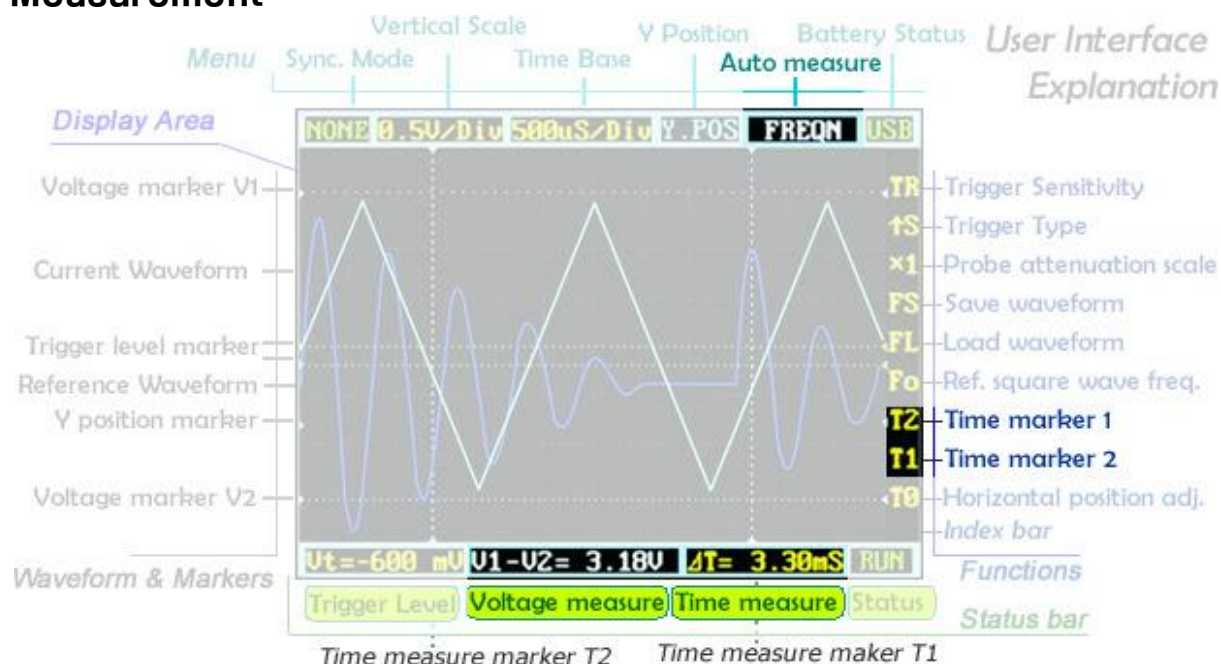 Measurement
Vertical Scale
Y Position
Battery Status
User Interface
Explanation
Menu
Sync. Mode
Time Base
Auto measure
Display Area
NONE 0.5V/Div 500uS/Div Y.POS FREQN USB
Voltage marker V1
TR
Trigger Sensitivity
↑S
Trigger Type
Current Waveform
×1
Probe attenuation scale
FS
Save waveform
Trigger level marker
FL
Load waveform
Reference Waveform
Fo
Ref. square wave freq.
Y position marker
T2
Time marker 1
T1
Time marker 2
Voltage marker V2
T0
Horizontal position adj.
Index bar
Vt=-600 mV V1-V2= 3.18V ΔT= 3.30mS RUN
Waveform & Markers
Functions
Trigger Level
Voltage measure
Time measure
Status
Status bar
Time measure marker T2
Time measure maker T1